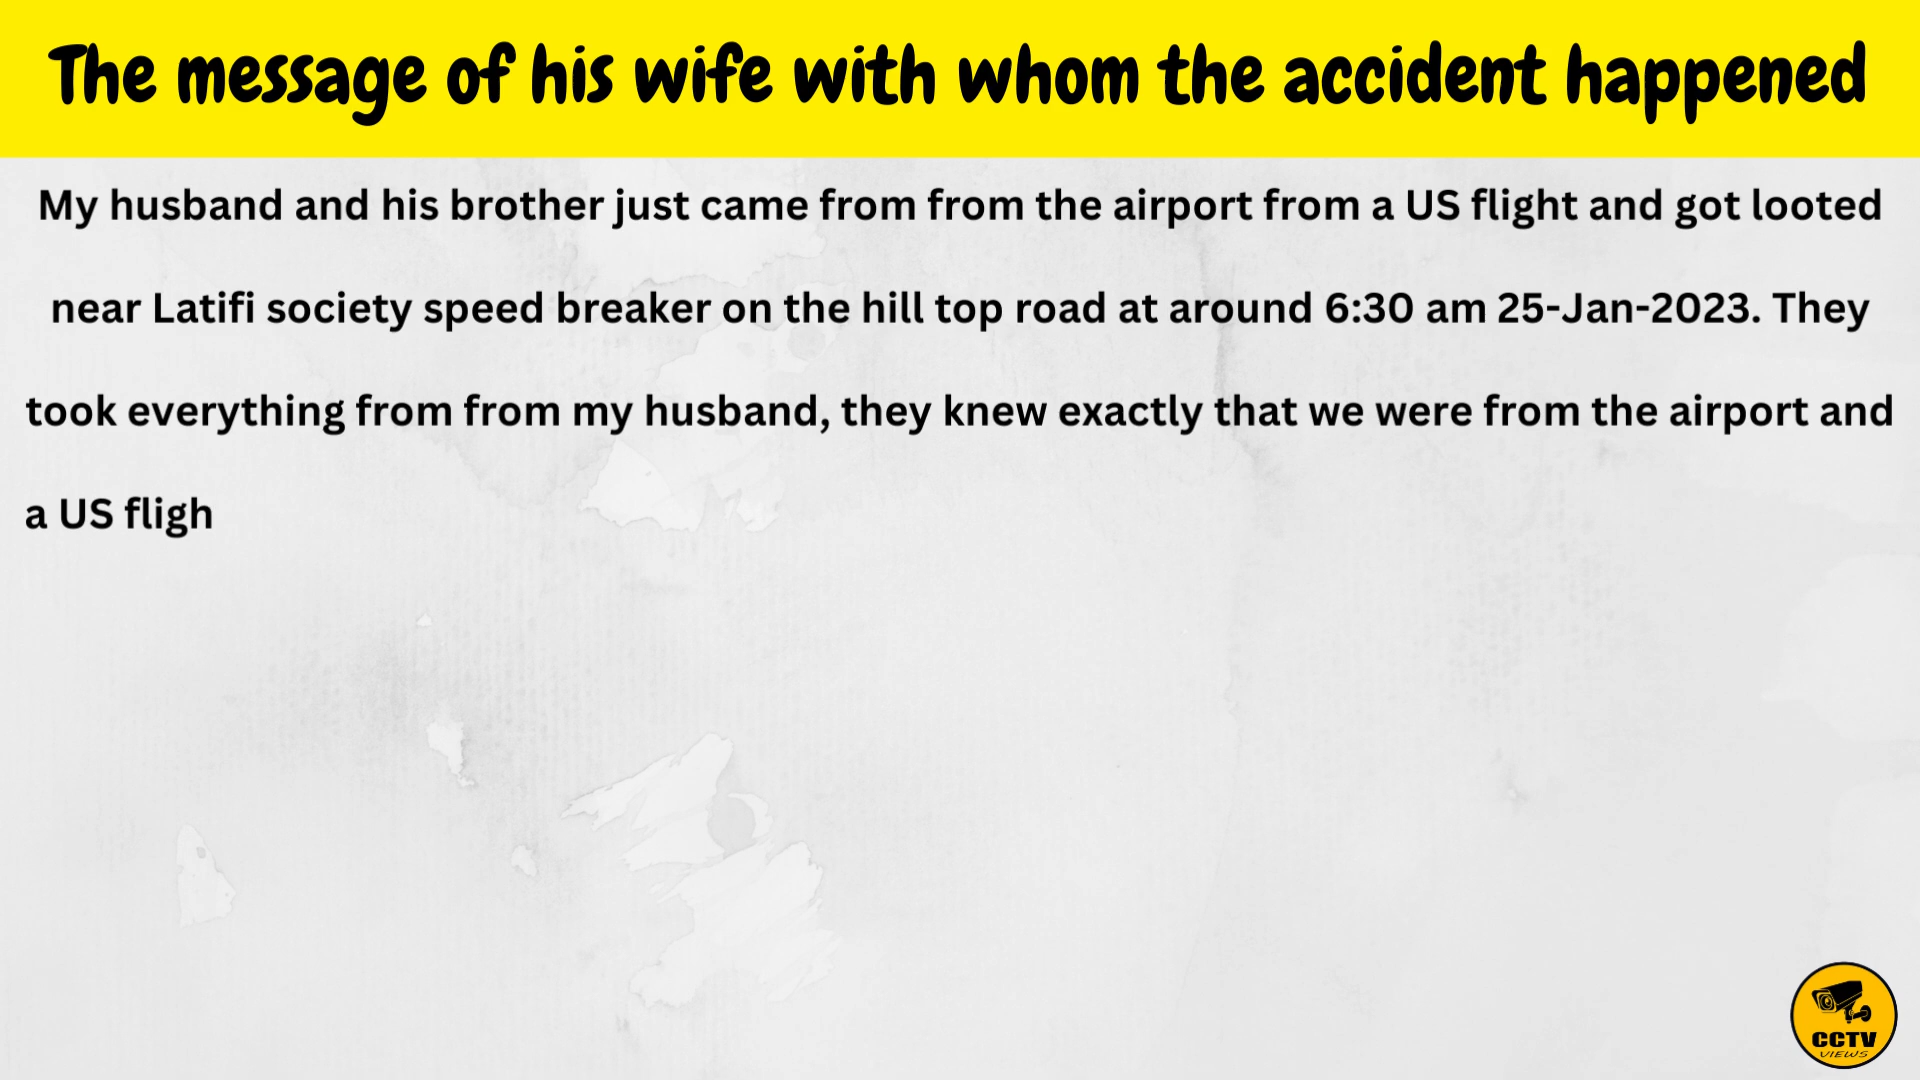 The message of his wife with whom the accident happened
My husband and his brother just came from from the airport from a US flight and got looted
near Latifi society speed breaker on the hill top road at around 6:30 am 25-Jan-2023. They
took everything from from my husband, they knew exactly that we were from the airport and
a US fligh
CCTV
VIEWS